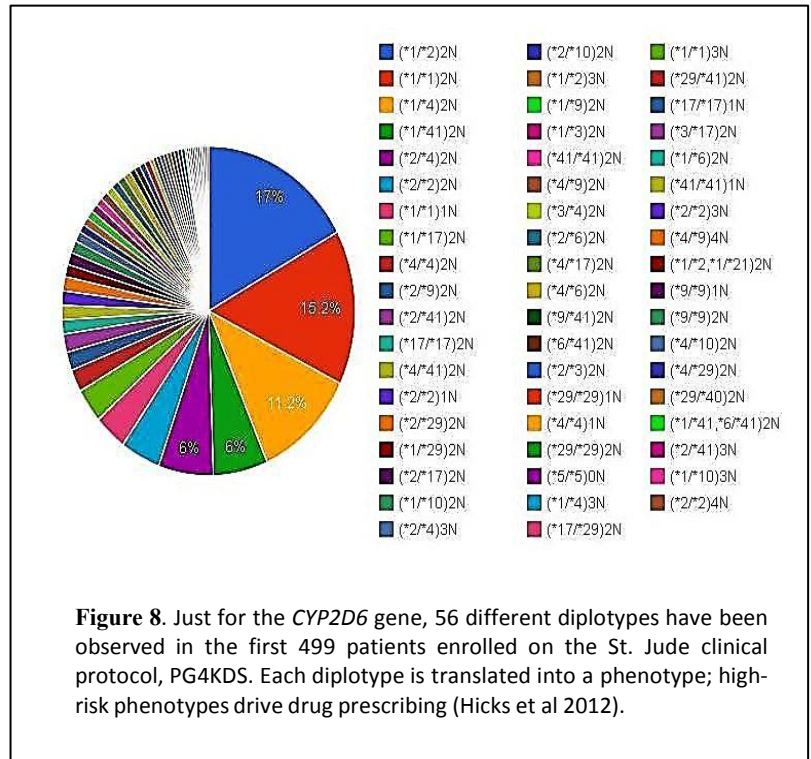 17%
15.2%
11.2%
6%
6%
(*1/*2)2N
(*1/*1)2N
(*1/*4)2N
(*1/*41)2N
(*2/*4)2N
(*2/*2)2N
(*1/*1)1N
(*1/*17)2N
(*4/*4)2N
(*2/*9)2N
(*2/*41)2N
(*17/*17)2N
(*4/*41)2N
(*2/*2)1N
(*2/*29)2N
(*1/*29)2N
(*2/*17)2N
(*1/*10)2N
(*2/*4)3N
(*2/*10)2N
(*1/*2)3N
(*1/*9)2N
(*1/*3)2N
(*41/*41)2N
(*4/*9)2N
(*3/*4)2N
(*2/*6)2N
(*4/*17)2N
(*4/*6)2N
(*9/*41)2N
(*6/*41)2N
(*2/*3)2N
(*29/*29)1N
(*4/*4)1N
(*29/*29)2N
(*5/*5)0N
(*1/*4)3N
(*17/*29)2N
(*1/*1)3N
(*29/*41)2N
(*17/*17)1N
(*3/*17)2N
(*1/*6)2N
(*41/*41)1N
(*2/*2)3N
(*4/*9)4N
(*1/*2,*1/*21)2N
(*9/*9)1N
(*9/*9)2N
(*4/*10)2N
(*4/*29)2N
(*29/*40)2N
(*1/*41,*6/*41)2N
(*2/*41)3N
(*1/*10)3N
(*2/*2)4N
Figure 8. Just for the CYP2D6 gene, 56 different diplotypes have been
observed in the first 499 patients enrolled on the St. Jude clinical
protocol, PG4KDS. Each diplotype is translated into a phenotype; high-
risk phenotypes drive drug prescribing (Hicks et al 2012).